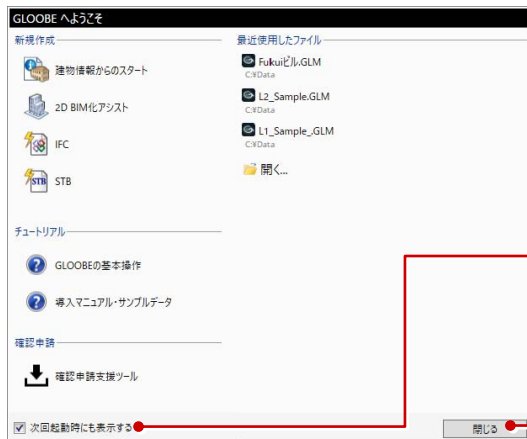 GLOOBE へようこそ
新規作成
建物情報からのスタート
2D BIM化アシスト
IFC
STB
STB
チュートリアル
GLOOBEの基本操作
導入マニュアル・サンプルデータ
確認申請
確認申請支援ツール
最近使用したファイル
Fukuiビル.GLM
C:¥Data
L2_Sample.GLM
C:¥Data
L1_Sample_.GLM
C:¥Data
開く...
次回起動時にも表示する
閉じる